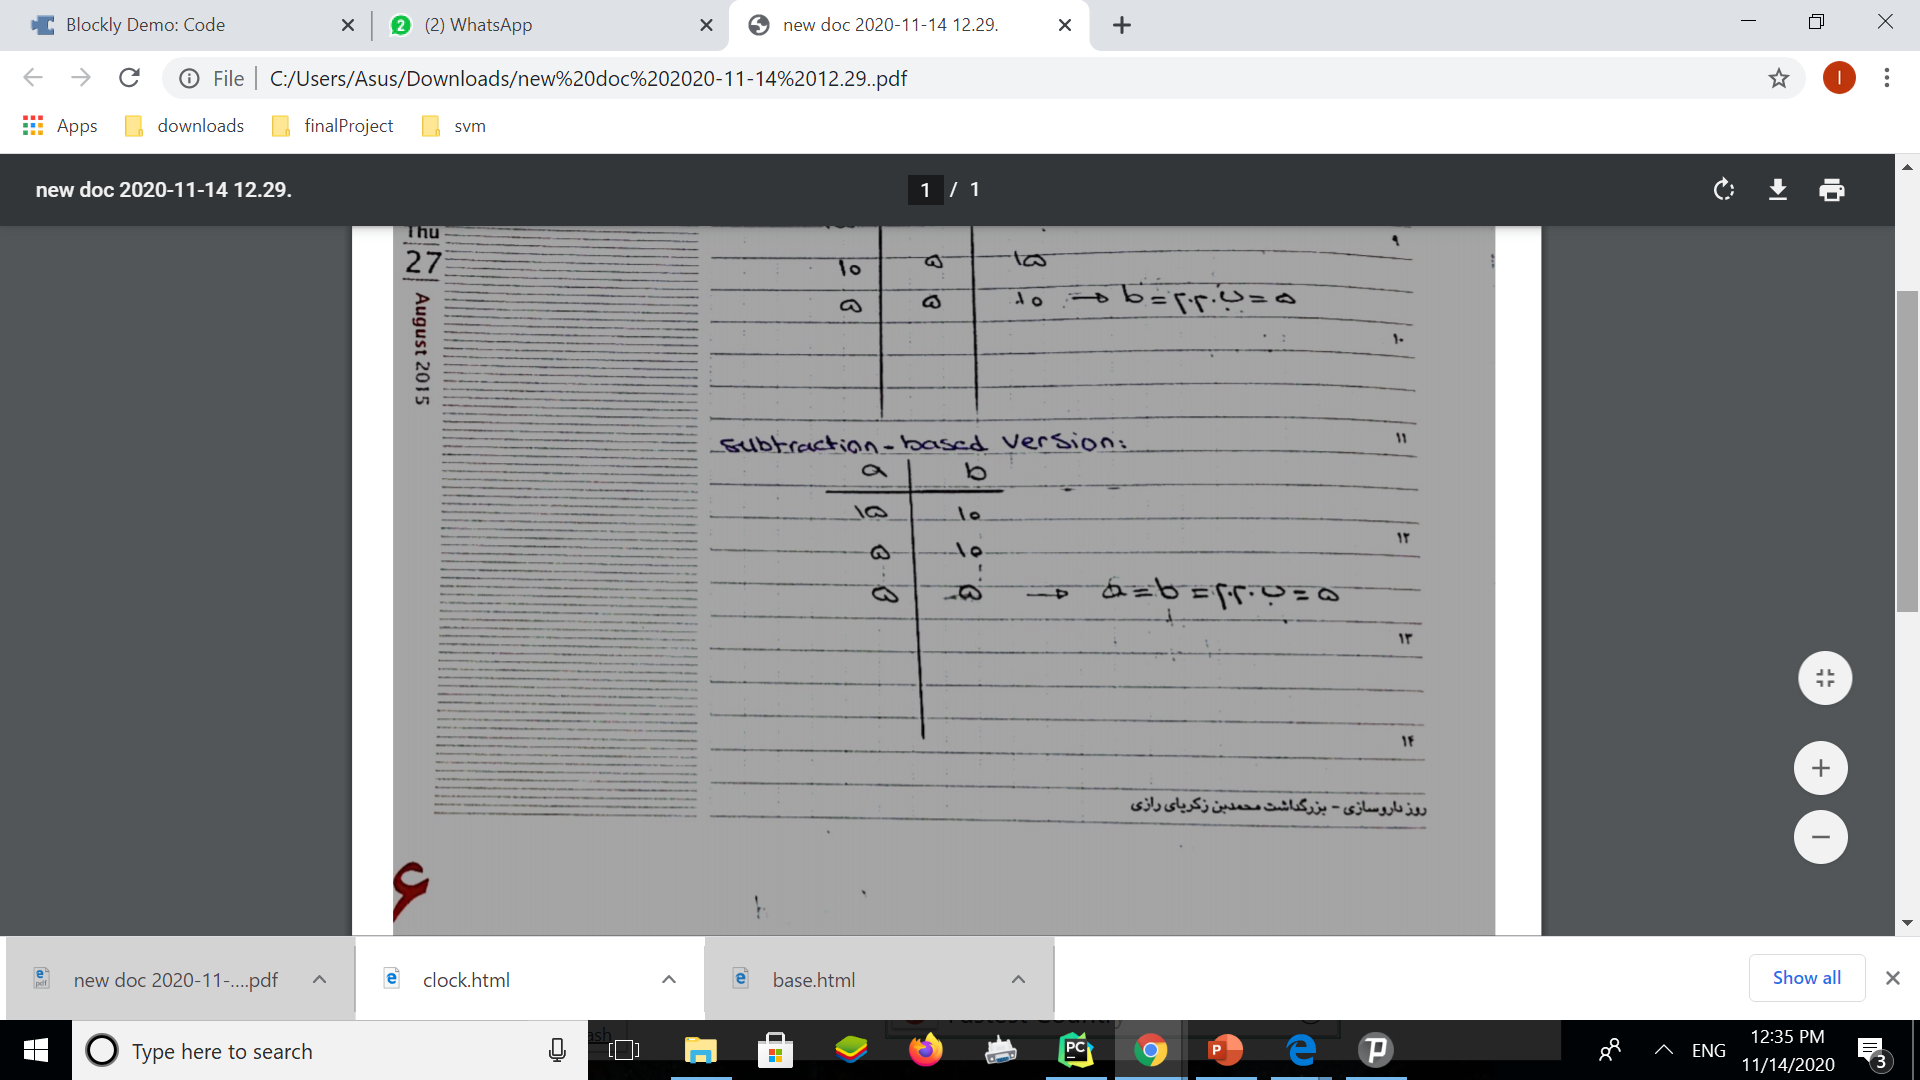 Blockly Demo: Code
2
(2) WhatsApp
new doc 2020-11-14 12.29.
File
C:/Users/Asus/Downloads/new%20doc%202020-11-14%2012.29..pdf
I
Apps
downloads
finalProject
svm
new doc 2020-11-14 12.29.
1 / 1
Thu
27
August 2015
۹
۱۰ ۵ ۱۵
۵ ۵ ۱۰ → b = ب.م.م = ۵
۱۰
۱۱
subtraction-based version:
a b
۱۵ ۱۰
۱۲
۵ ۱۰
۵ ۵ → a = b = ب.م.م = ۵
۱۳
۱۴
روز داروسازی - بزرگداشت محمدبن زکریای رازی
۶
new doc 2020-11-....pdf
clock.html
base.html
Show all
Type here to search
PC
P
ENG
12:35 PM
11/14/2020
3